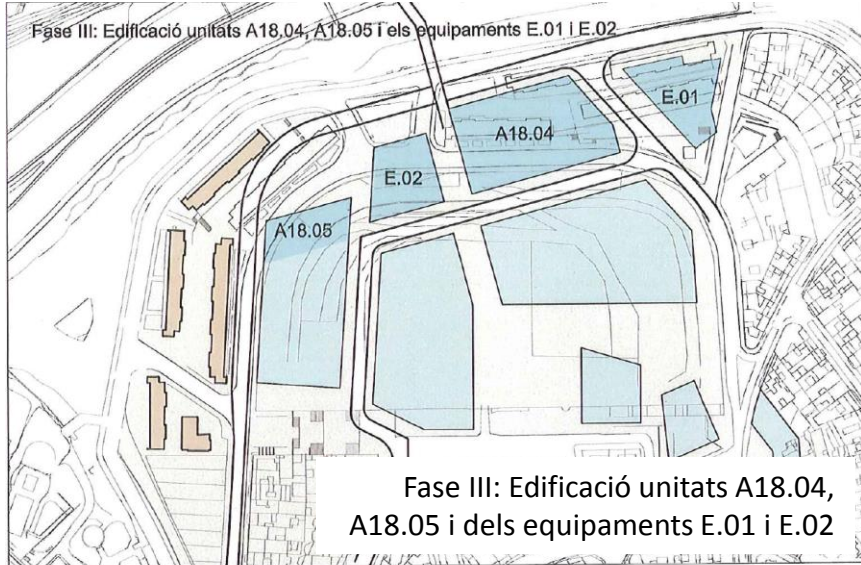 Fase III: Edificació unitats A18.04, A18.05 i els equipaments E.01 i E.02
E.01
A18.04
E.02
A18.05
Fase III: Edificació unitats A18.04,
A18.05 i dels equipaments E.01 i E.02